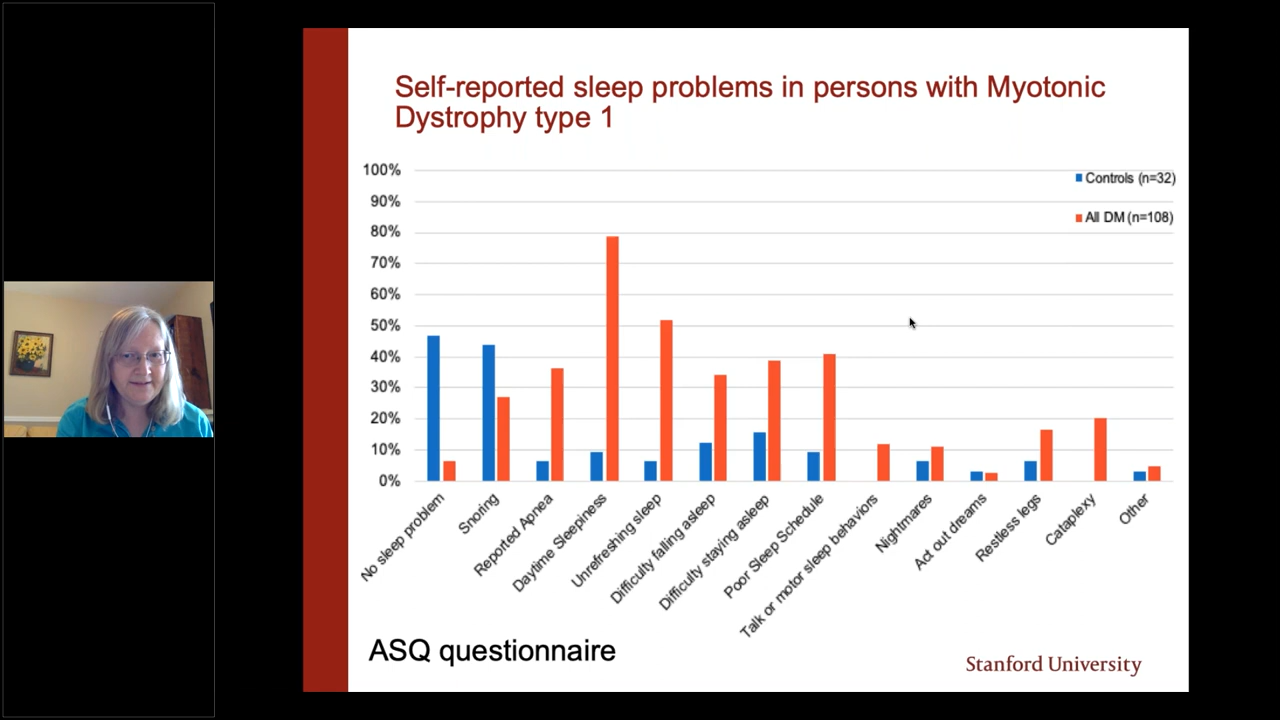 Self-reported sleep problems in persons with Myotonic
Dystrophy type 1
100%
90%
80%
70%
60%
50%
40%
30%
20%
10%
0%
Controls (n=32)
All DM (n=108)
No sleep problem
Snoring
Reported Apnea
Daytime Sleepiness
Unrefreshing sleep
Difficulty falling asleep
Difficulty staying asleep
Poor Sleep Schedule
Talk or motor sleep behaviors
Nightmares
Act out dreams
Restless legs
Cataplexy
Other
ASQ questionnaire
Stanford University